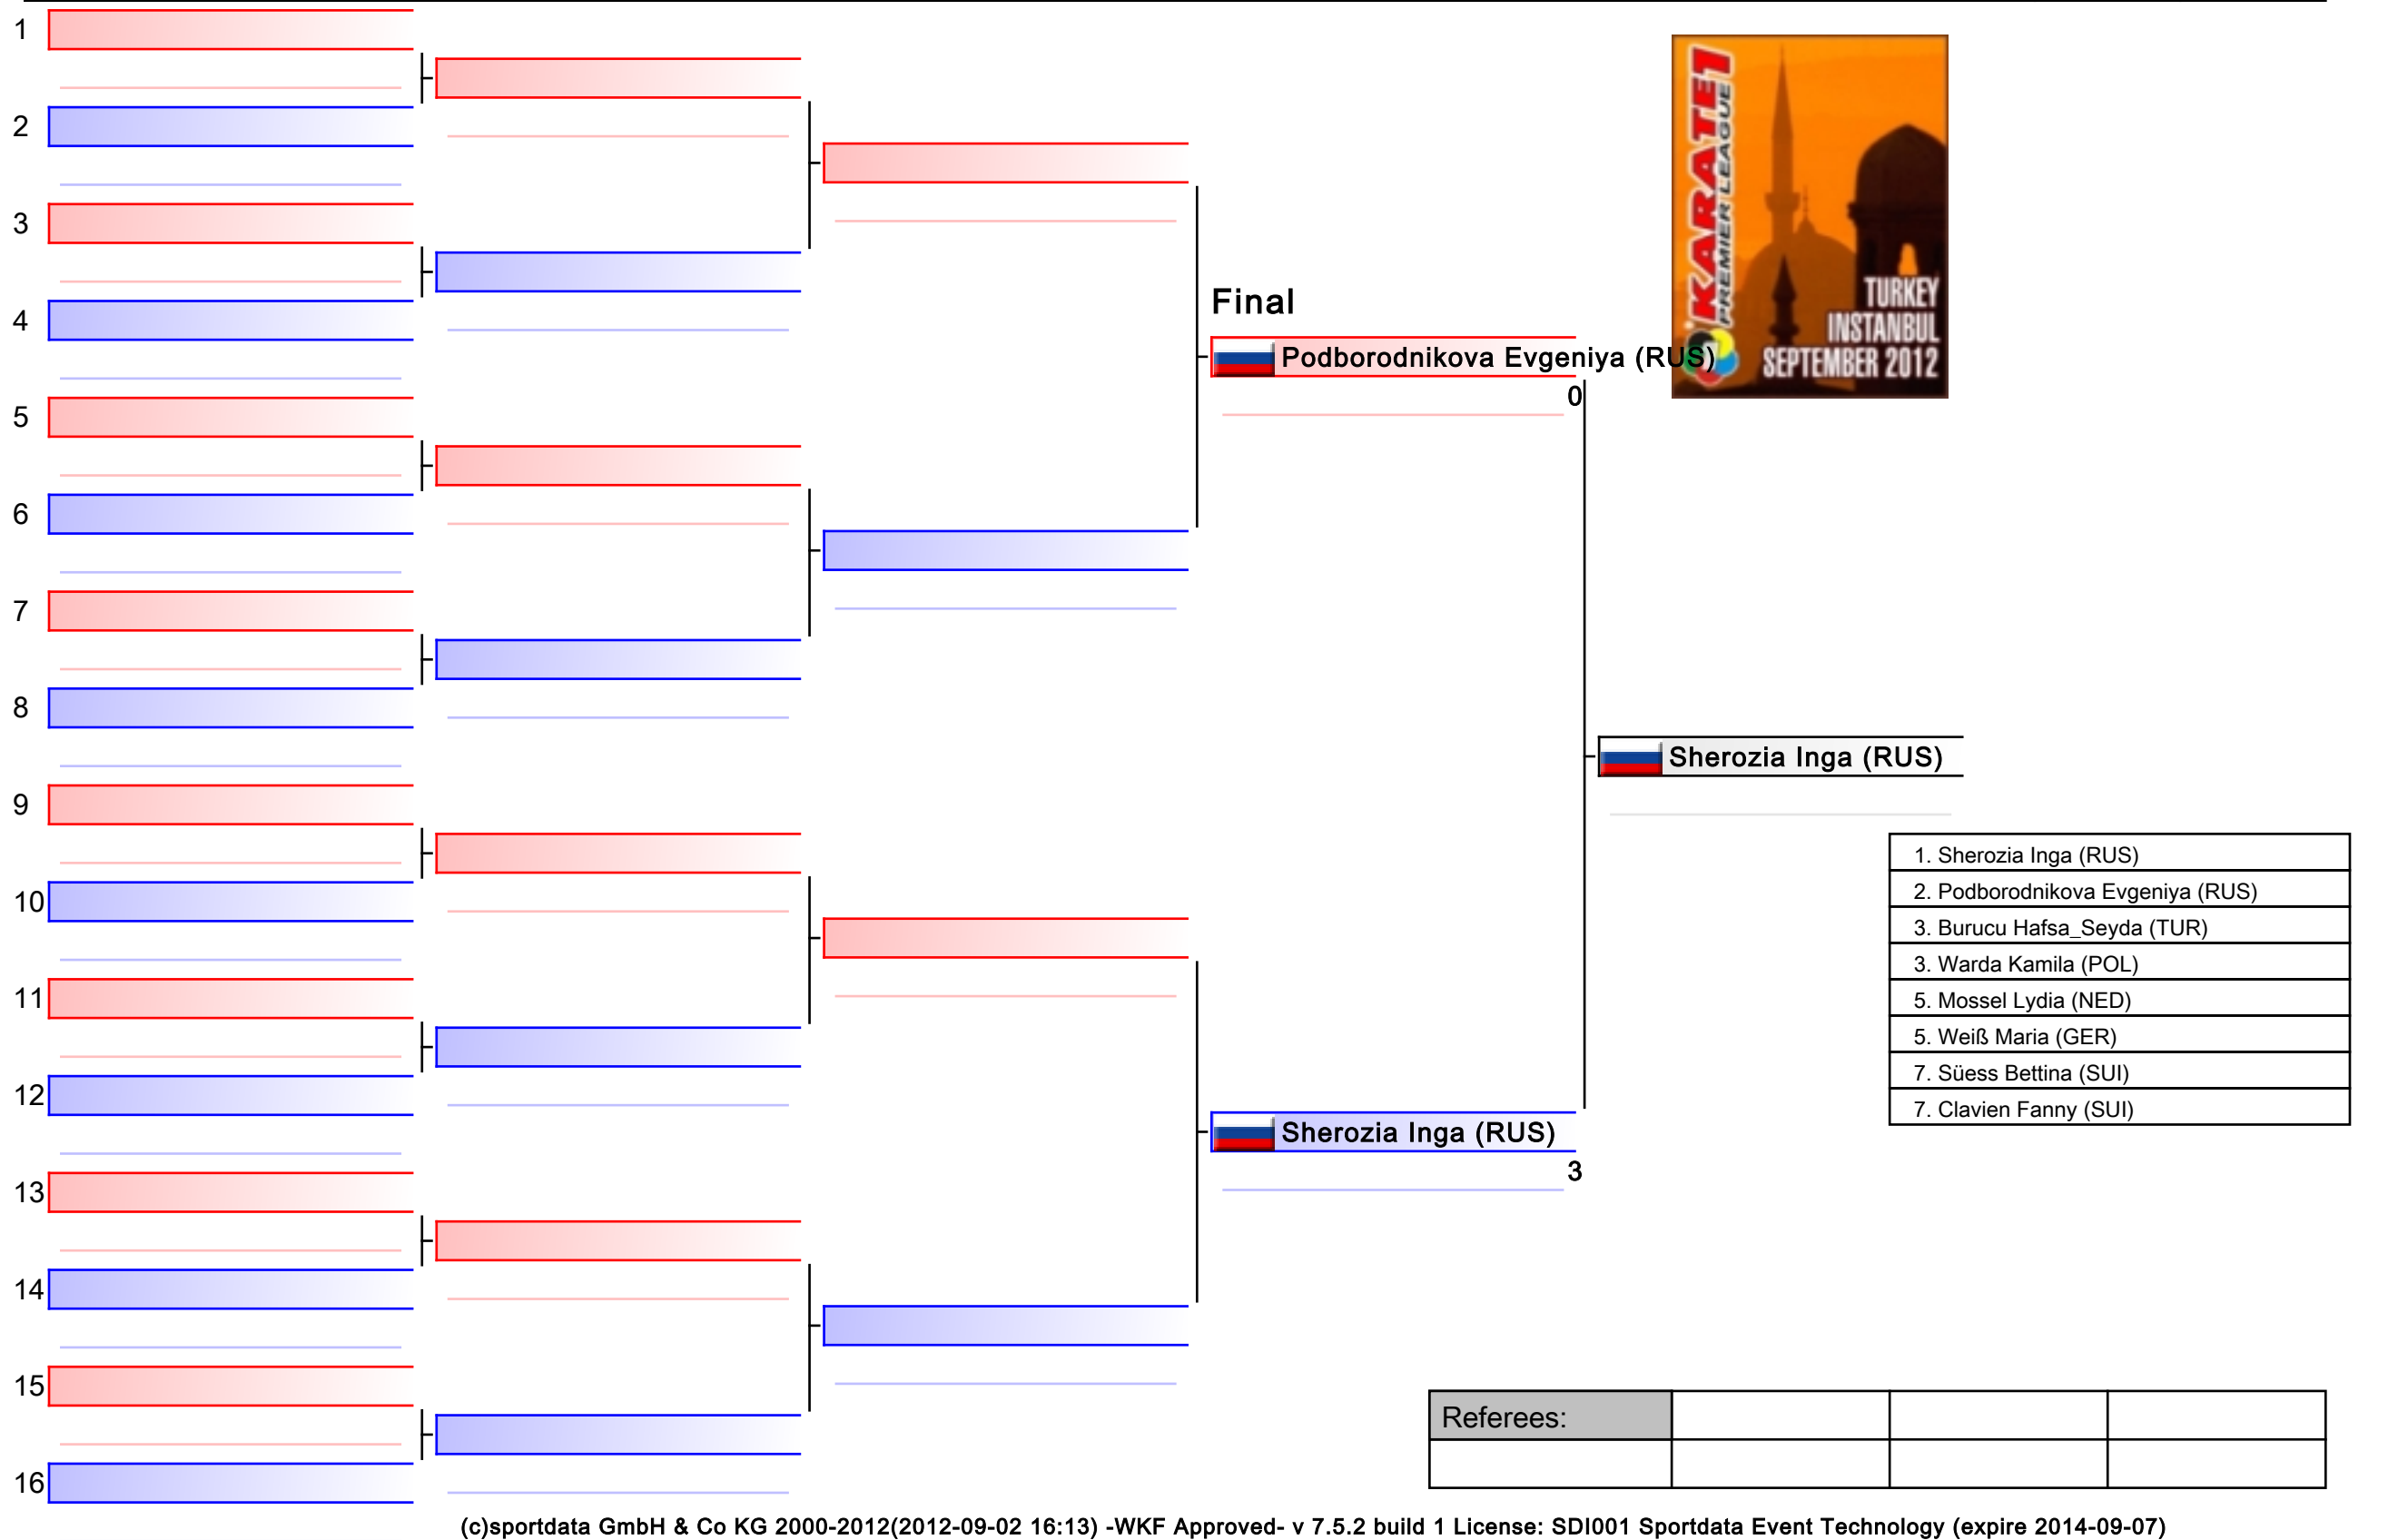 1
2
3
4
5
6
7
8
9
10
11
12
13
14
15
16
Final
Podborodnikova Evgeniya (RUS)
0
Sherozia Inga (RUS)
3
Sherozia Inga (RUS)
KARATE1
PREMIER LEAGUE
TURKEY
INSTANBUL
SEPTEMBER 2012
1. Sherozia Inga (RUS)
2. Podborodnikova Evgeniya (RUS)
3. Burucu Hafsa_Seyda (TUR)
3. Warda Kamila (POL)
5. Mossel Lydia (NED)
5. Weiß Maria (GER)
7. Süess Bettina (SUI)
7. Clavien Fanny (SUI)
Referees:
(c)sportdata GmbH & Co KG 2000-2012(2012-09-02 16:13) -WKF Approved- v 7.5.2 build 1 License: SDI001 Sportdata Event Technology (expire 2014-09-07)